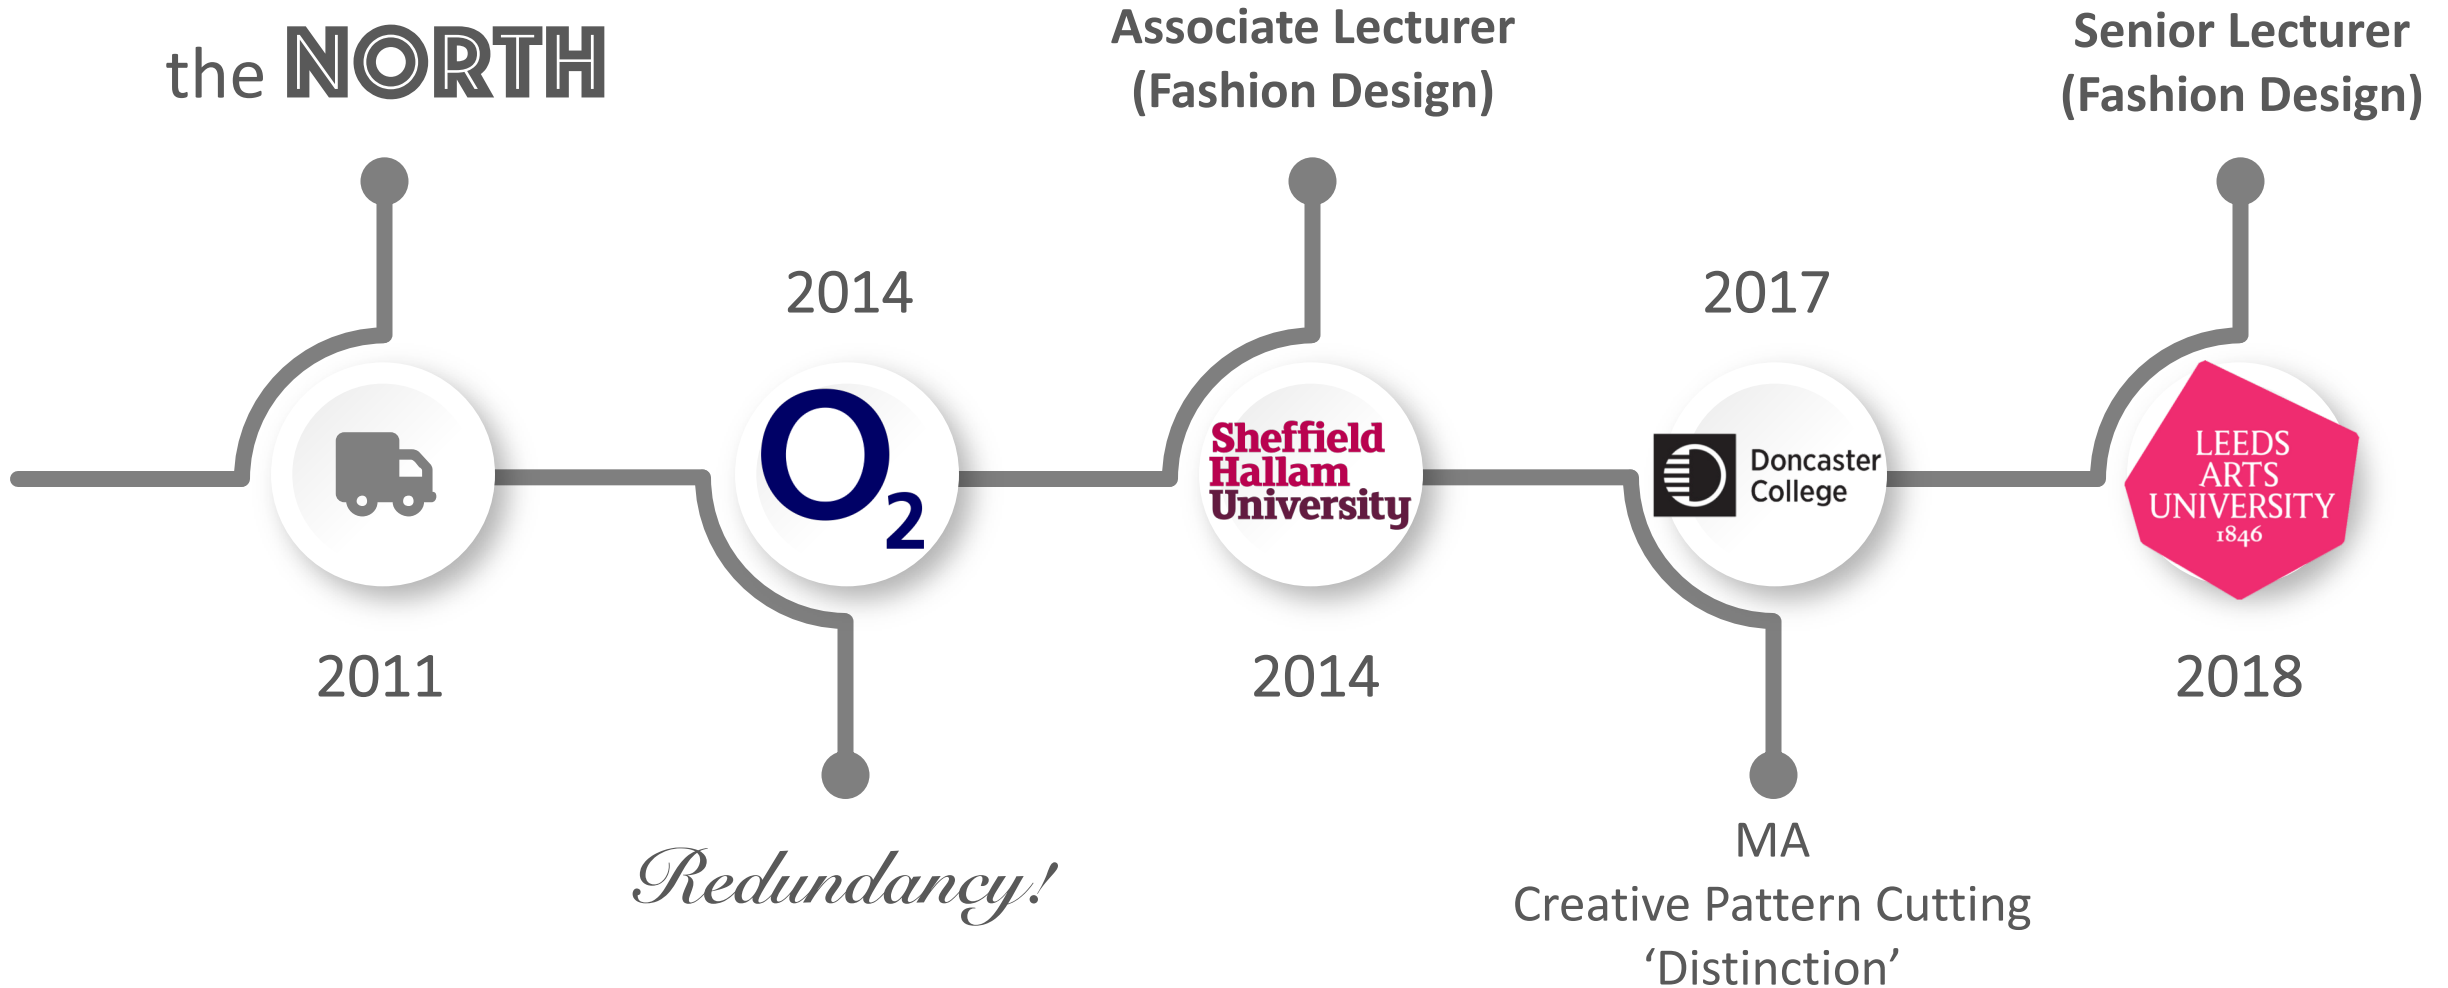 the NORTH
2011
2014
O2
Redundancy!
Associate Lecturer
(Fashion Design)
Sheffield
Hallam
University
2014
2017
Doncaster
College
MA
Creative Pattern Cutting
‘Distinction’
Senior Lecturer
(Fashion Design)
LEEDS
ARTS
UNIVERSITY
1846
2018